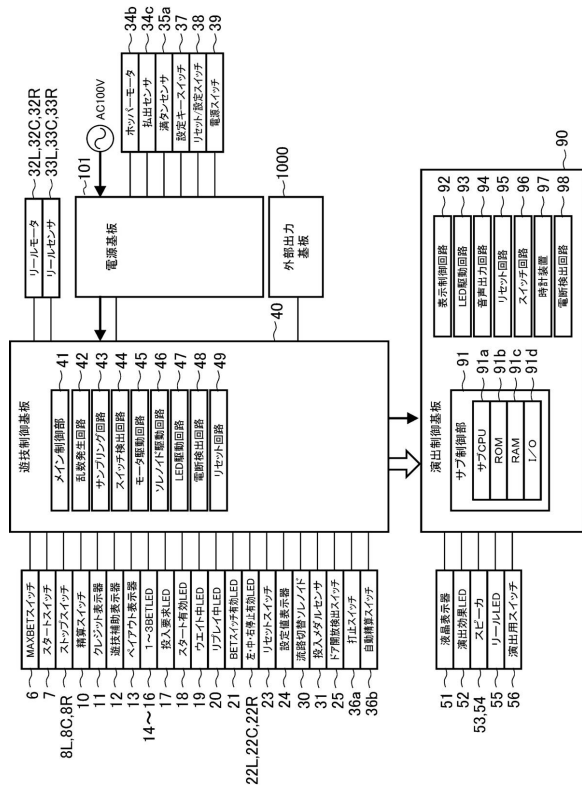 6 MAXBETスイッチ
7 スタートスイッチ
8L,8C,8R ストップスイッチ
10 精算スイッチ
11 クレジット表示器
12 遊技補助表示器
13 ペイアウト表示器
14～16 1～3BETLED
17 投入要求LED
18 スタート有効LED
19 ウエイト中LED
20 リプレイ中LED
21 BETスイッチ有効LED
22L,22C,22R 左・中・右停止有効LED
23 リセットスイッチ
24 設定値表示器
30 流路切替ソレノイド
31 投入メダルセンサ
25 ドア開放検出スイッチ
36a 打止スイッチ
36b 自動精算スイッチ
遊技制御基板
40
メイン制御部 41
乱数発生回路 42
サンプリング回路 43
スイッチ検出回路 44
モータ駆動回路 45
ソレノイド駆動回路 46
LED駆動回路 47
電断検出回路 48
リセット回路 49
リールモータ 32L,32C,32R
リールセンサ 33L,33C,33R
電源基板
101
AC100V
ホッパーモータ 34b
払出センサ 34c
満タンセンサ 35a
設定キースイッチ 37
リセット/設定スイッチ 38
電源スイッチ 39
外部出力
基板
1000
51 液晶表示器
52 演出効果LED
53,54 スピーカ
55 リールLED
56 演出用スイッチ
演出制御基板
90
サブ制御部
91
サブCPU 91a
ROM 91b
RAM 91c
I/O 91d
表示制御回路 92
LED駆動回路 93
音声出力回路 94
リセット回路 95
スイッチ回路 96
時計装置 97
電断検出回路 98